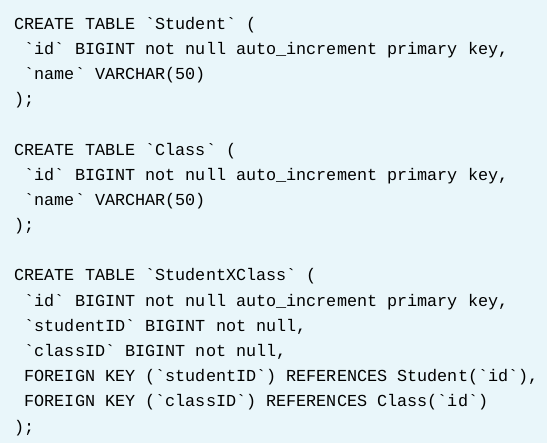 CREATE TABLE `Student` (
 `id` BIGINT not null auto_increment primary key,
 `name` VARCHAR(50)
);

CREATE TABLE `Class` (
 `id` BIGINT not null auto_increment primary key,
 `name` VARCHAR(50)
);

CREATE TABLE `StudentXClass` (
 `id` BIGINT not null auto_increment primary key,
 `studentID` BIGINT not null,
 `classID` BIGINT not null,
 FOREIGN KEY (`studentID`) REFERENCES Student(`id`),
 FOREIGN KEY (`classID`) REFERENCES Class(`id`)
);